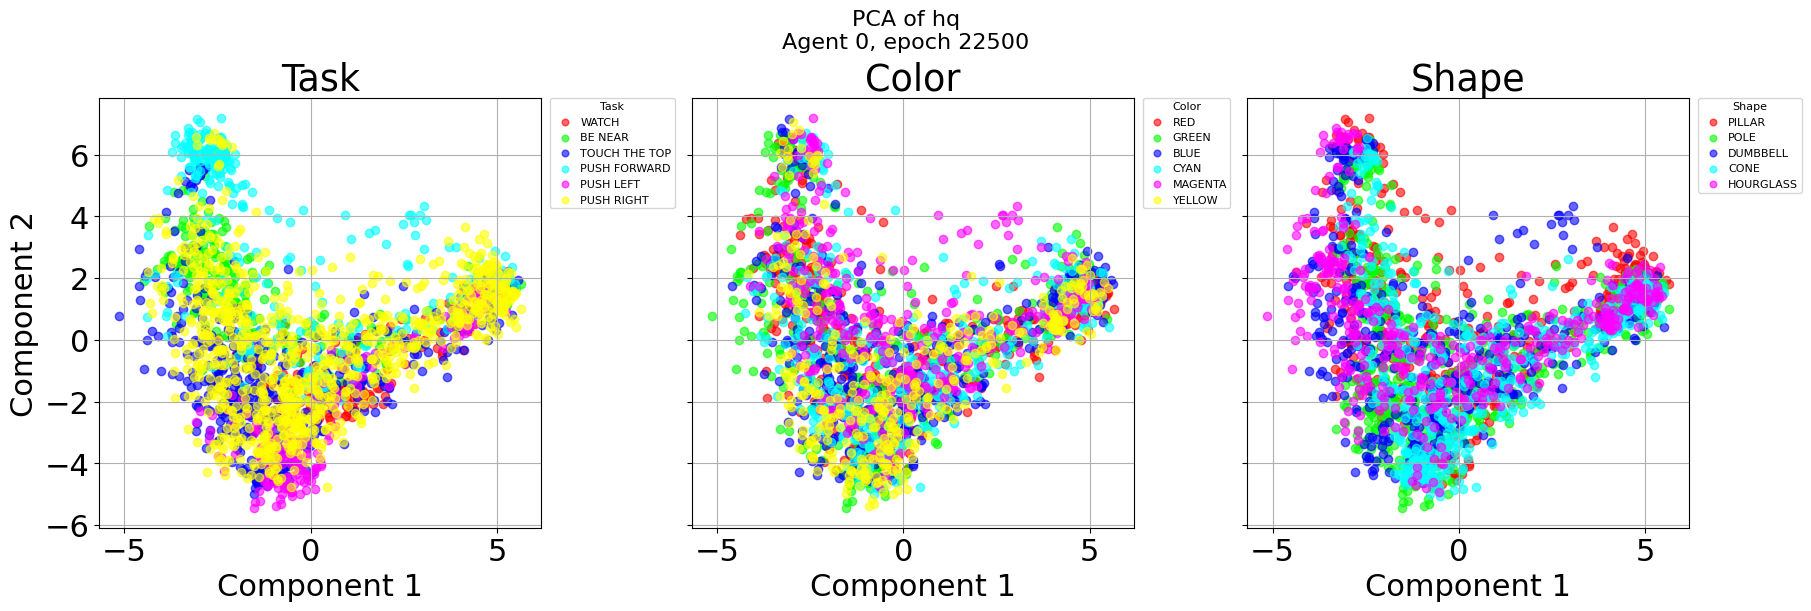 PCA of hq
Agent 0, epoch 22500
Task
Color
Shape
Component 2
6
4
2
0
−2
−4
−6
−5 0 5
Component 1
Task
WATCH
BE NEAR
TOUCH THE TOP
PUSH FORWARD
PUSH LEFT
PUSH RIGHT
−5 0 5
Component 1
Color
RED
GREEN
BLUE
CYAN
MAGENTA
YELLOW
−5 0 5
Component 1
Shape
PILLAR
POLE
DUMBBELL
CONE
HOURGLASS